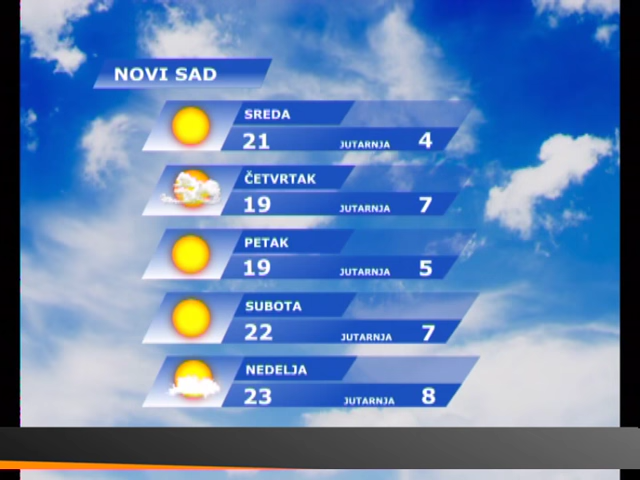 NOVI SAD
SREDA
21 JUTARNJA 4
ČETVRTAK
19 JUTARNJA 7
PETAK
19 JUTARNJA 5
SUBOTA
22 JUTARNJA 7
NEDELJA
23 JUTARNJA 8